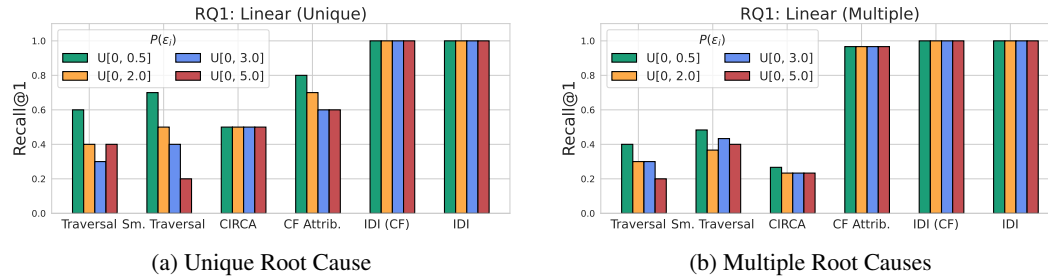 RQ1: Linear (Unique)
P(εᵢ)
U[0, 0.5] U[0, 3.0]
U[0, 2.0] U[0, 5.0]
Recall@1
1.0
0.8
0.6
0.4
0.2
0.0
Traversal Sm. Traversal CIRCA CF Attrib. IDI (CF) IDI
(a) Unique Root Cause
RQ1: Linear (Multiple)
P(εᵢ)
U[0, 0.5] U[0, 3.0]
U[0, 2.0] U[0, 5.0]
Recall@1
1.0
0.8
0.6
0.4
0.2
0.0
Traversal Sm. Traversal CIRCA CF Attrib. IDI (CF) IDI
(b) Multiple Root Causes